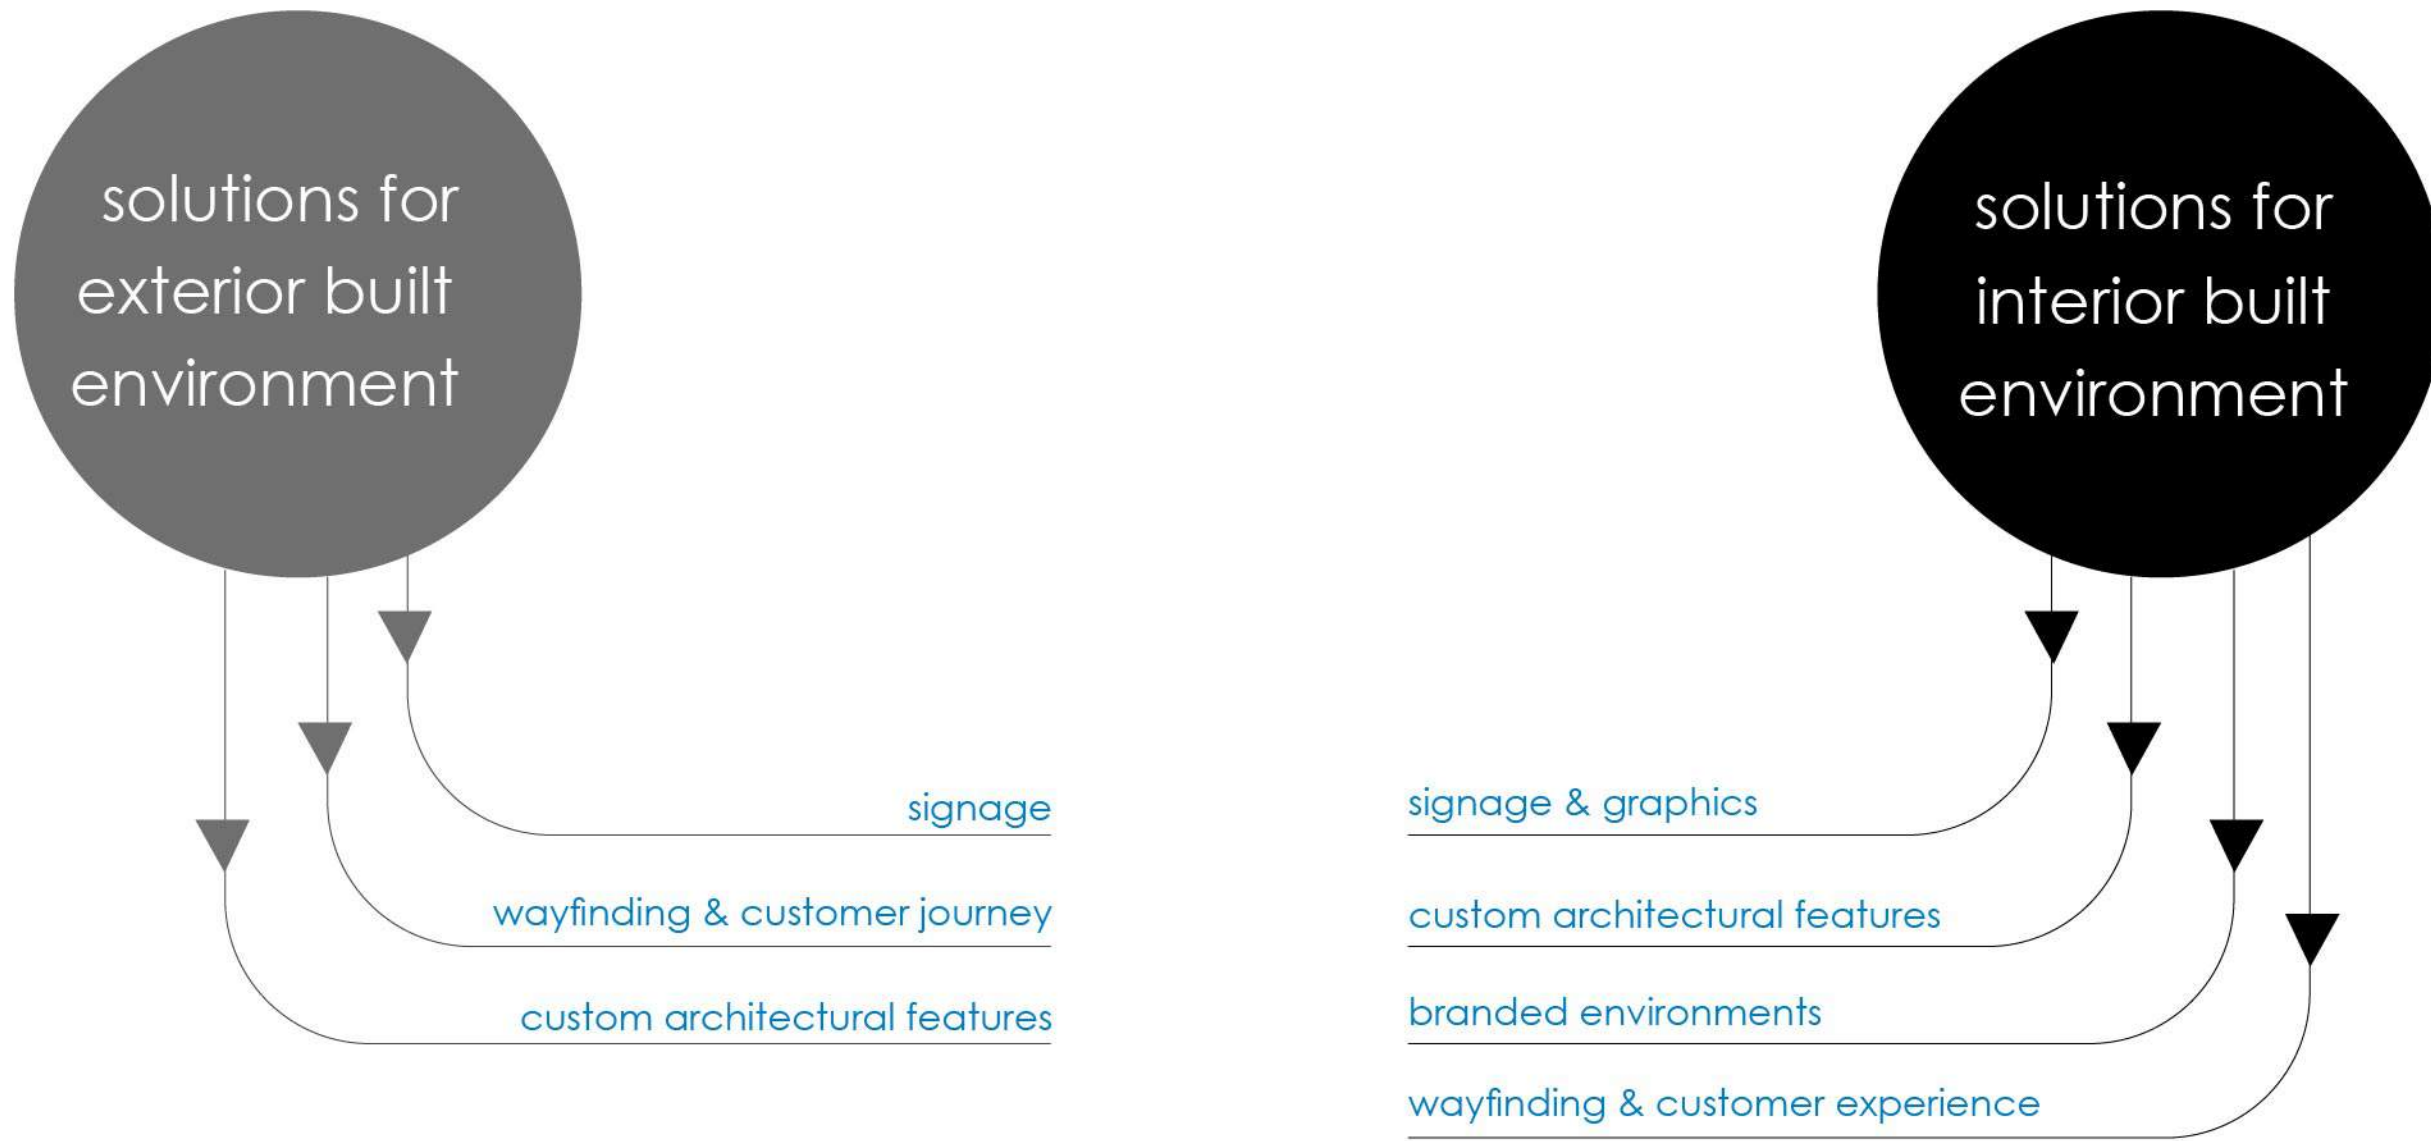 solutions for
exterior built
environment
signage
wayfinding & customer journey
custom architectural features
solutions for
interior built
environment
signage & graphics
custom architectural features
branded environments
wayfinding & customer experience